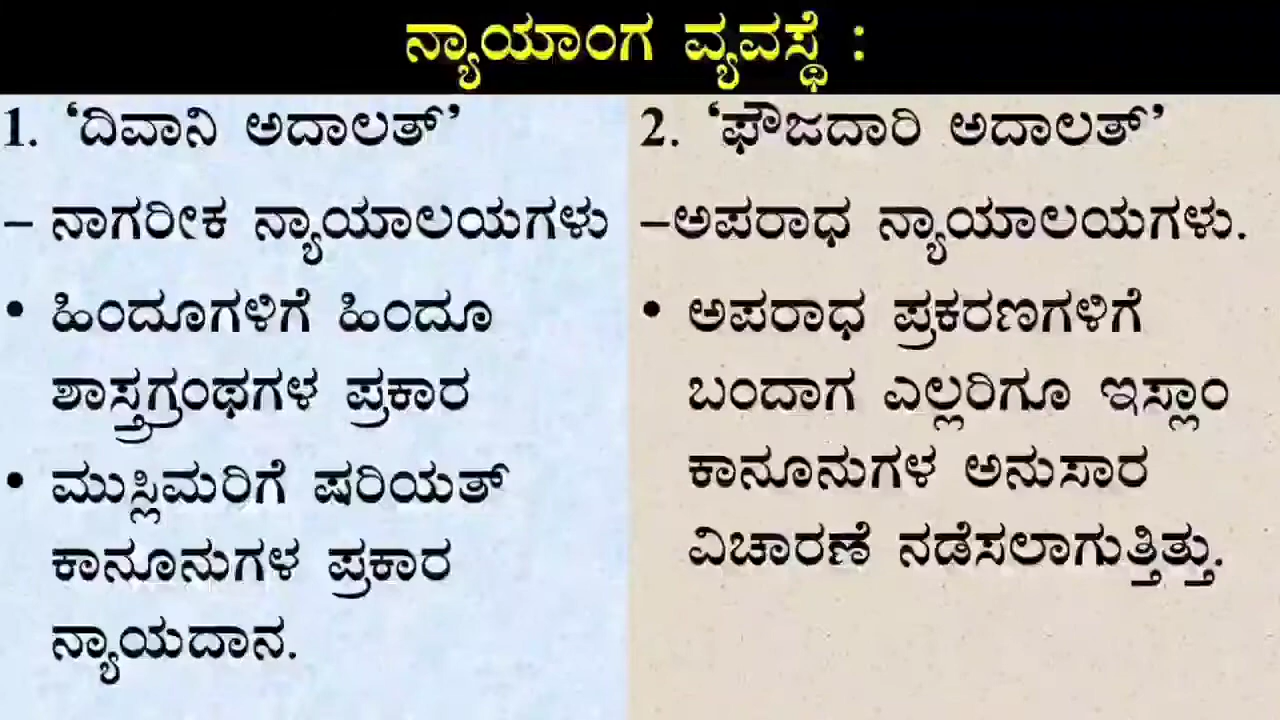 ನ್ಯಾಯಾಂಗ ವ್ಯವಸ್ಥೆ :
1. ‘ದಿವಾನಿ ಅದಾಲತ್’
– ನಾಗರೀಕ ನ್ಯಾಯಾಲಯಗಳು
• ಹಿಂದೂಗಳಿಗೆ ಹಿಂದೂ
ಶಾಸ್ತ್ರಗ್ರಂಥಗಳ ಪ್ರಕಾರ
• ಮುಸ್ಲಿಮರಿಗೆ ಷರಿಯತ್
ಕಾನೂನುಗಳ ಪ್ರಕಾರ
ನ್ಯಾಯದಾನ.
2. ‘ಫೌಜದಾರಿ ಅದಾಲತ್’
–ಅಪರಾಧ ನ್ಯಾಯಾಲಯಗಳು.
• ಅಪರಾಧ ಪ್ರಕರಣಗಳಿಗೆ
ಬಂದಾಗ ಎಲ್ಲರಿಗೂ ಇಸ್ಲಾಂ
ಕಾನೂನುಗಳ ಅನುಸಾರ
ವಿಚಾರಣೆ ನಡೆಸಲಾಗುತ್ತಿತ್ತು.